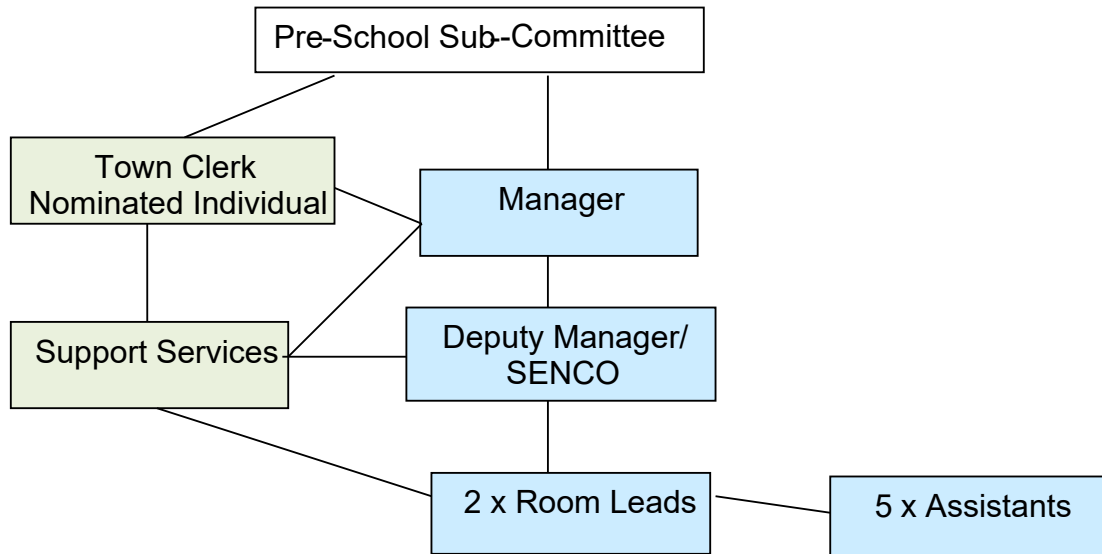 Pre-School Sub--Committee
Town Clerk
Nominated Individual
Manager
Support Services
Deputy Manager/
SENCO
2 x Room Leads
5 x Assistants